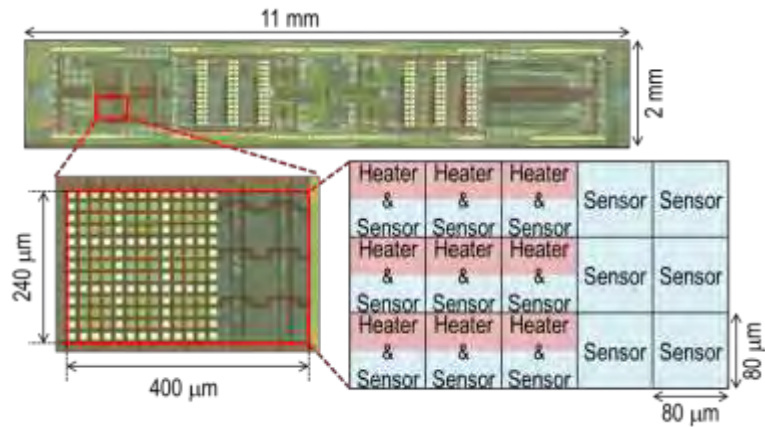 11 mm
2 mm
240 μm
400 μm
Heater
&
Sensor
Heater
&
Sensor
Heater
&
Sensor
Sensor
Sensor
Heater
&
Sensor
Heater
&
Sensor
Heater
&
Sensor
Sensor
Sensor
Heater
&
Sensor
Heater
&
Sensor
Heater
&
Sensor
Sensor
Sensor
80 μm
80 μm